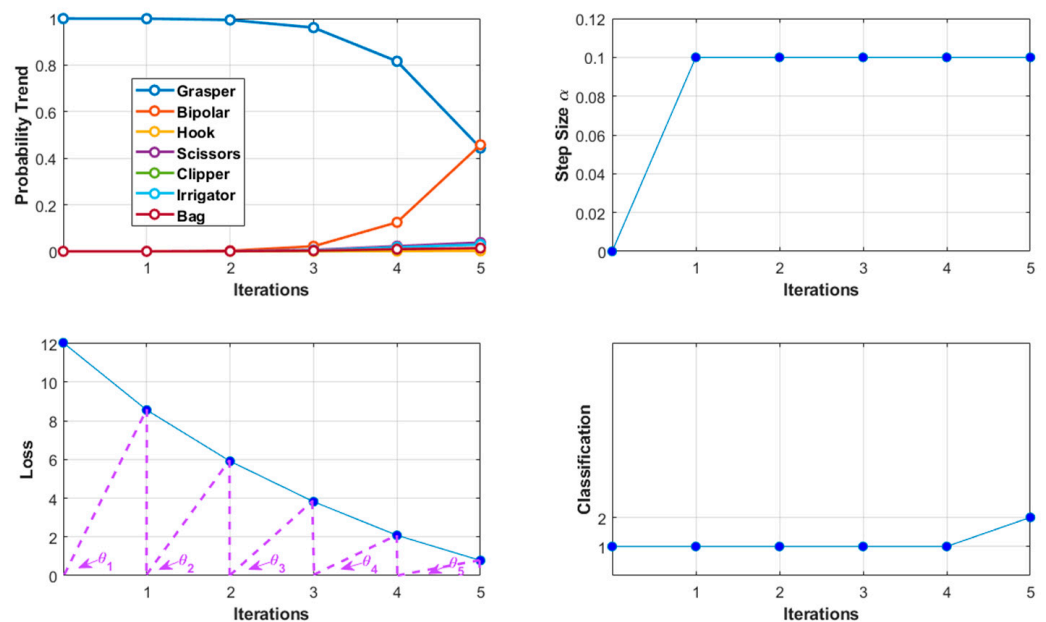 Probability Trend
1
0.8
0.6
0.4
0.2
0
Grasper
Bipolar
Hook
Scissors
Clipper
Irrigator
Bag
1 2 3 4 5
Iterations
Step Size α
0.12
0.1
0.08
0.06
0.04
0.02
0
1 2 3 4 5
Iterations
Loss
12
10
8
6
4
2
0
θ1 θ2 θ3 θ4 θ5
1 2 3 4 5
Iterations
Classification
2
1
1 2 3 4 5
Iterations